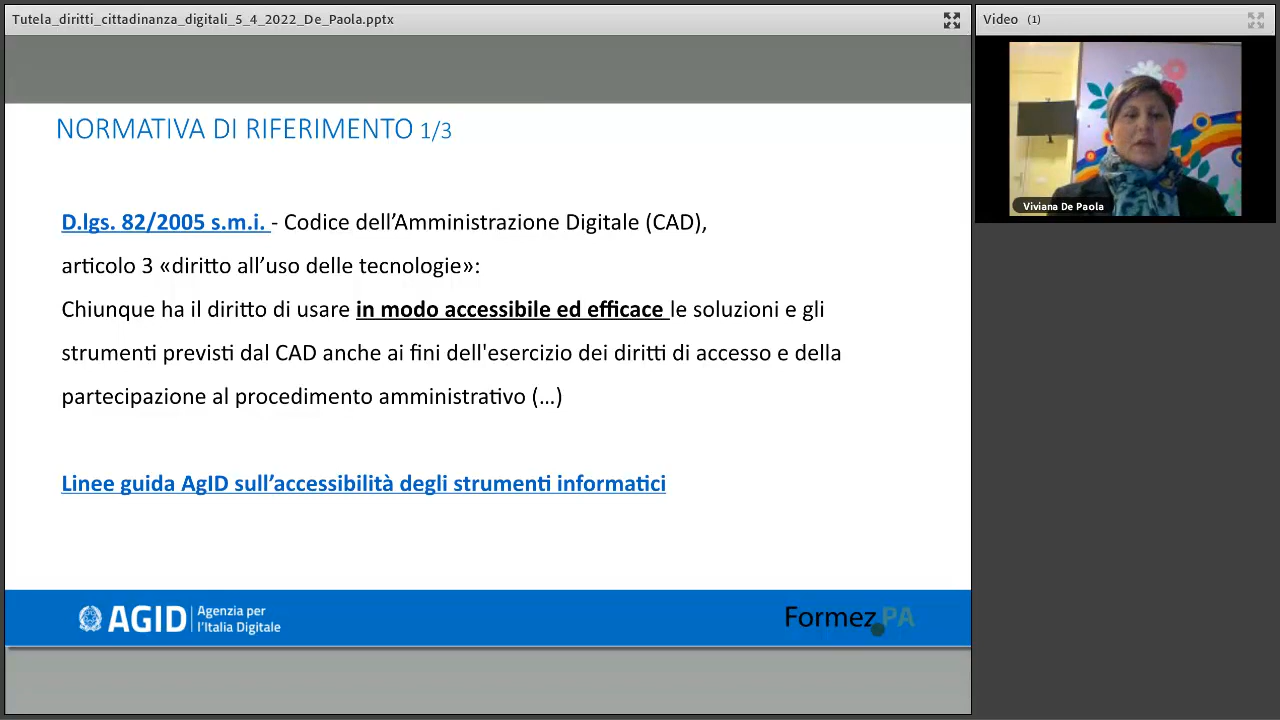 Tutela_diritti_cittadinanza_digitali_5_4_2022_De_Paola.pptx
Video (1)
NORMATIVA DI RIFERIMENTO 1/3
D.lgs. 82/2005 s.m.i. - Codice dell’Amministrazione Digitale (CAD),
articolo 3 «diritto all’uso delle tecnologie»:
Chiunque ha il diritto di usare in modo accessibile ed efficace le soluzioni e gli
strumenti previsti dal CAD anche ai fini dell'esercizio dei diritti di accesso e della
partecipazione al procedimento amministrativo (…)
Linee guida AgID sull’accessibilità degli strumenti informatici
Viviana De Paola
AGID
Agenzia per
l’Italia Digitale
Formez PA